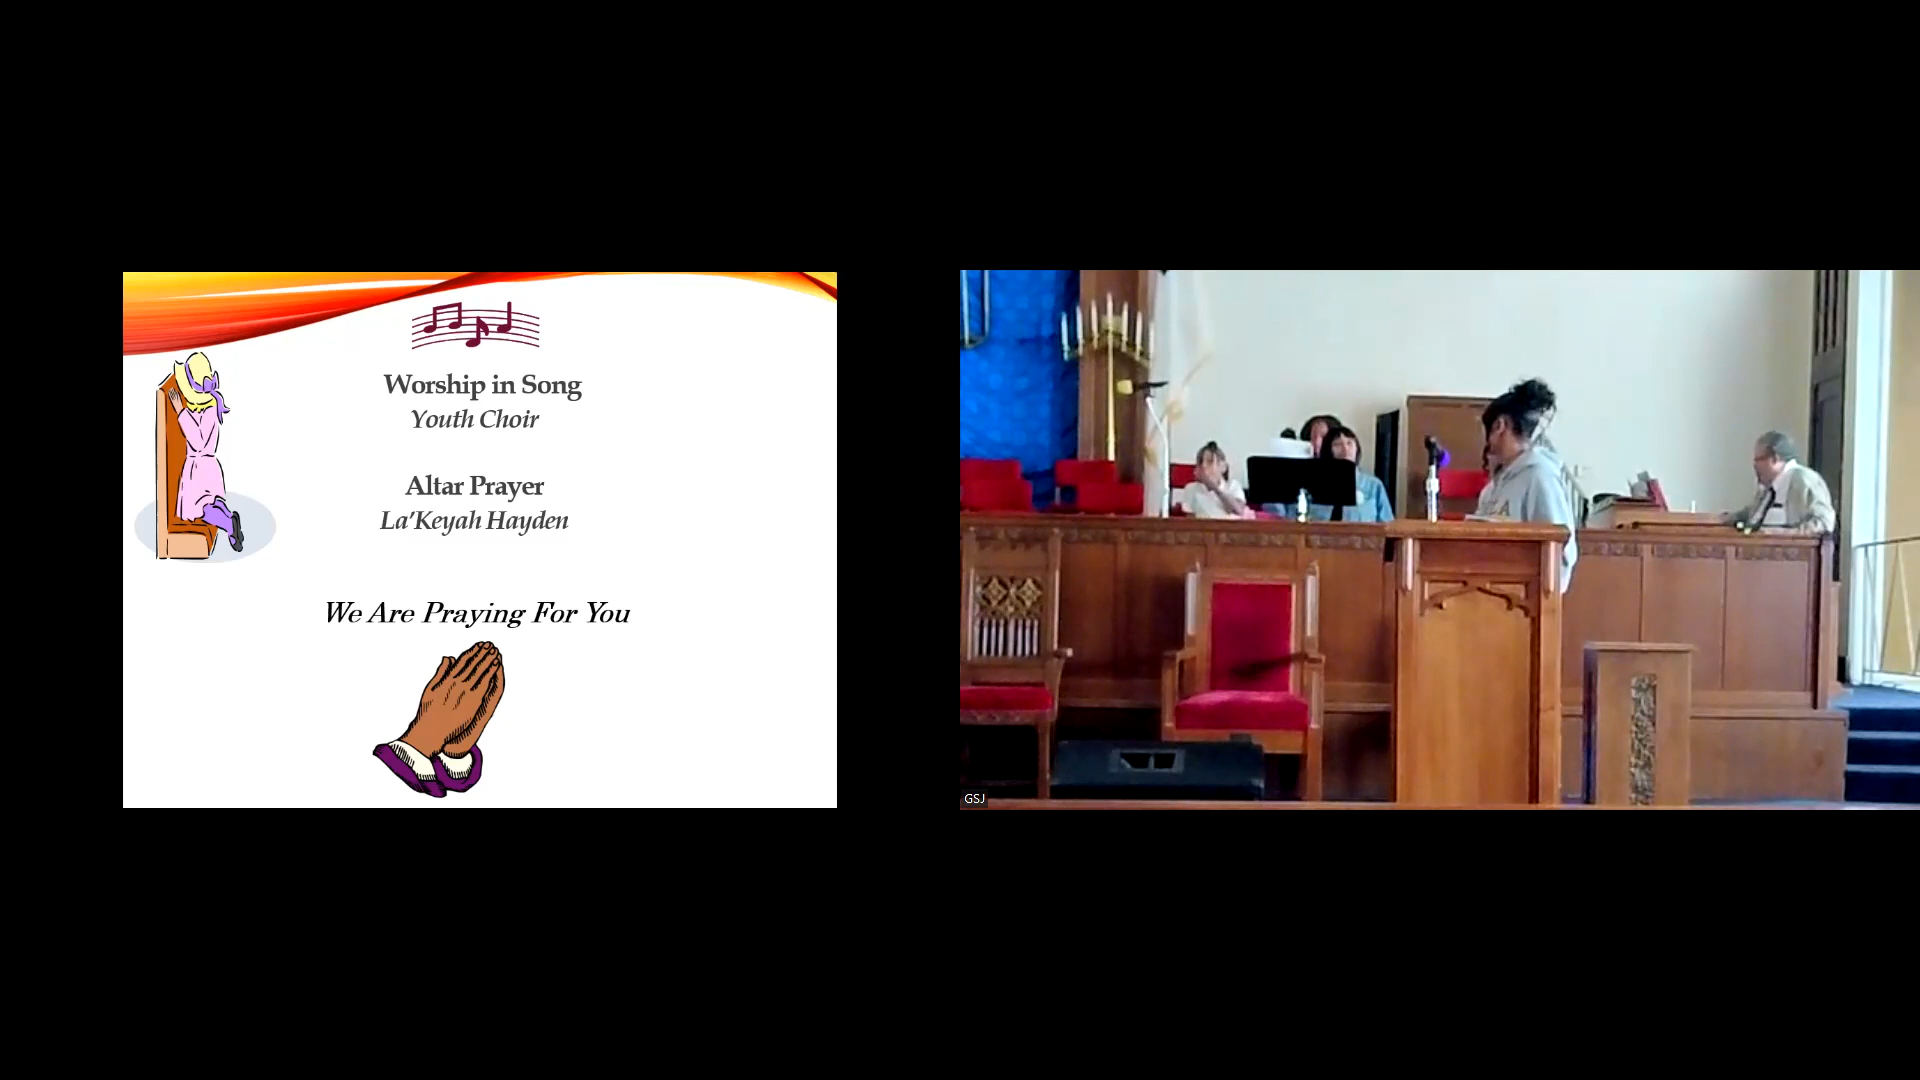 Worship in Song
Youth Choir
Altar Prayer
La'Keyah Hayden
We Are Praying For You
GSJ